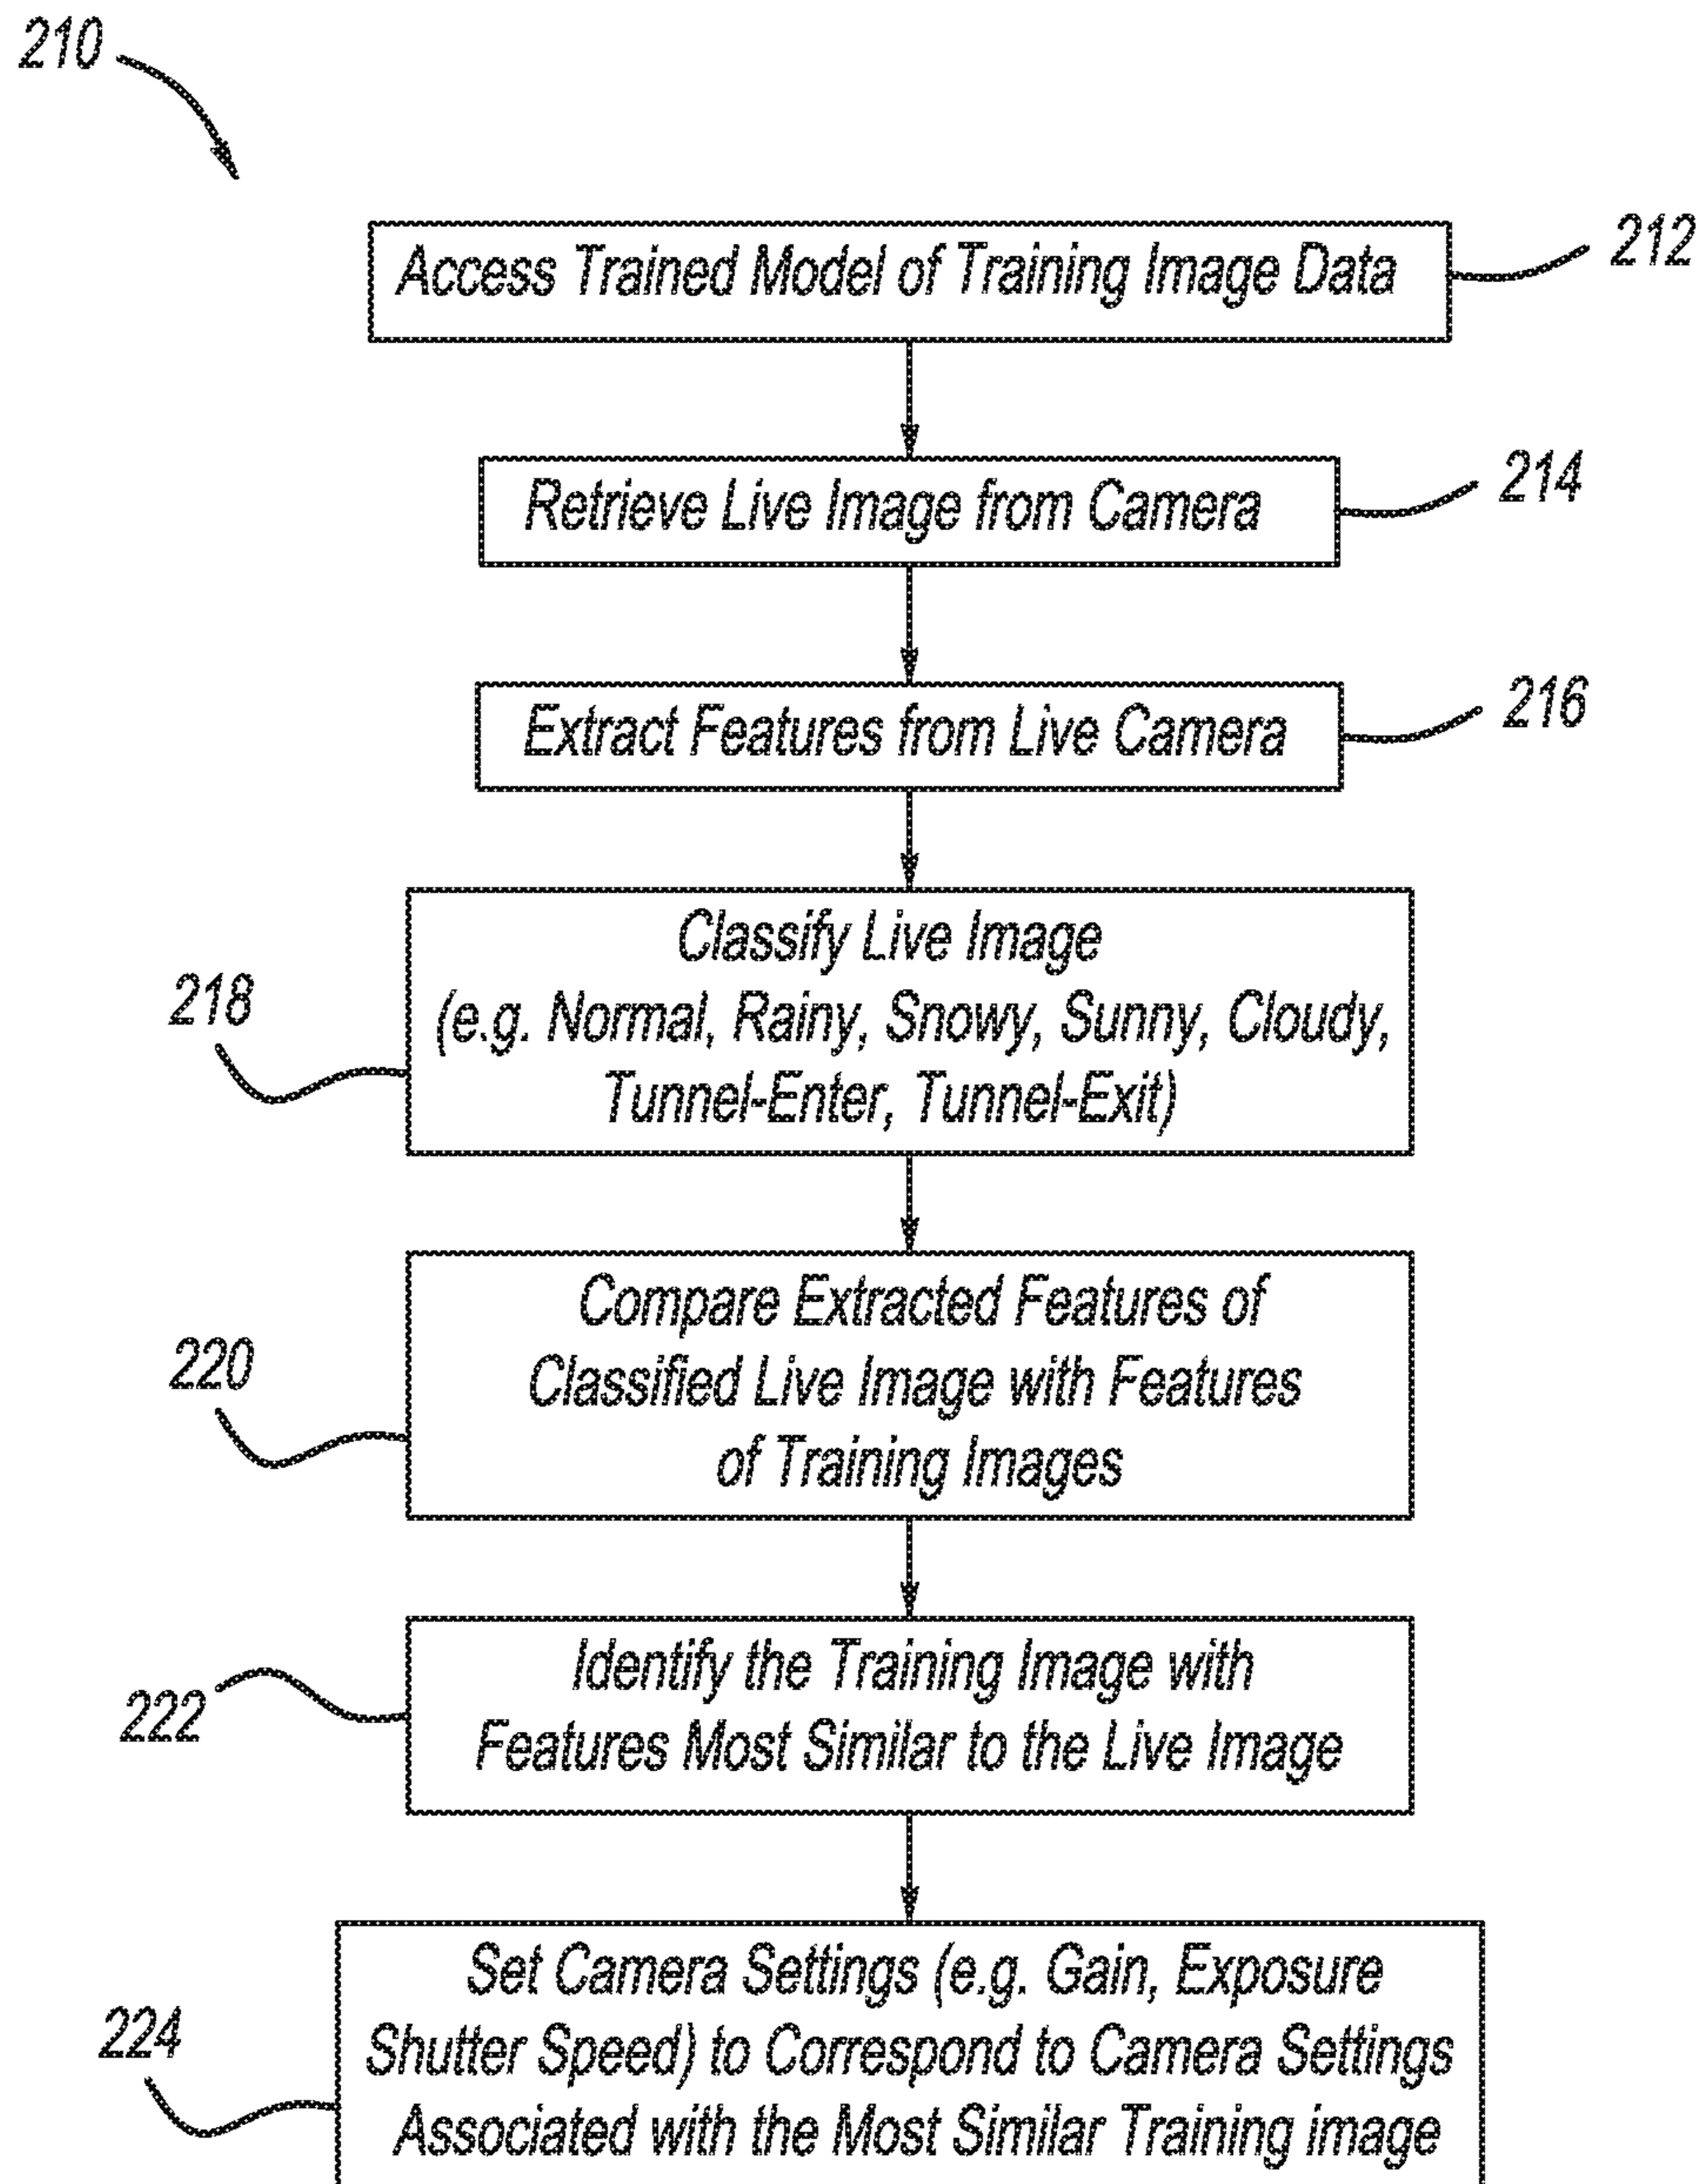 210
Access Trained Model of Training Image Data
212
Retrieve Live Image from Camera
214
Extract Features from Live Camera
216
Classify Live Image
(e.g. Normal, Rainy, Snowy, Sunny, Cloudy,
Tunnel-Enter, Tunnel-Exit)
218
Compare Extracted Features of
Classified Live Image with Features
of Training Images
220
Identify the Training Image with
Features Most Similar to the Live Image
222
Set Camera Settings (e.g. Gain, Exposure
Shutter Speed) to Correspond to Camera Settings
Associated with the Most Similar Training image
224